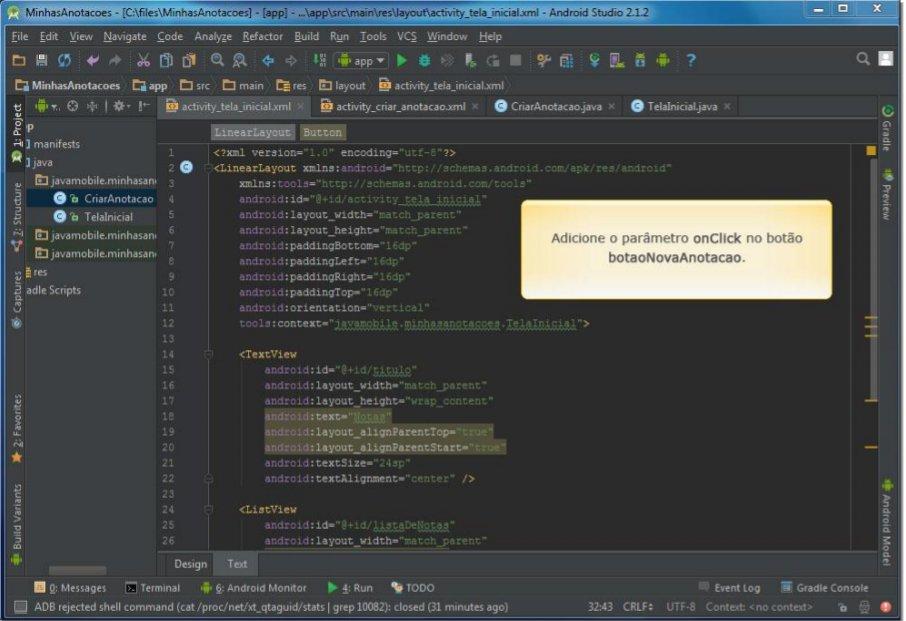 MinhasAnotacoes - [C:\files\MinhasAnotacoes] - [app] - ...\app\src\main\res\layout\activity_tela_inicial.xml - Android Studio 2.1.2
File Edit View Navigate Code Analyze Refactor Build Run Tools VCS Window Help
app
MinhasAnotacoes app src main res layout activity_tela_inicial.xml
activity_tela_inicial.xml × activity_criar_anotacao.xml × CriarAnotacao.java × TelaInicial.java ×
LinearLayout Button
1: Project
Z: Structure
Captures
2: Favorites
Build Variants
p
manifests
java
javamobile.minhasan
CriarAnotacao
TelaInicial
javamobile.minhasan
javamobile.minhasan
res
adle Scripts
1 <?xml version="1.0" encoding="utf-8"?>
2 <LinearLayout xmlns:android="http://schemas.android.com/apk/res/android"
3 xmlns:tools="http://schemas.android.com/tools"
4 android:id="@+id/activity_tela_inicial"
5 android:layout_width="match_parent"
6 android:layout_height="match_parent"
7 android:paddingBottom="16dp"
8 android:paddingLeft="16dp"
9 android:paddingRight="16dp"
10 android:paddingTop="16dp"
11 android:orientation="vertical"
12 tools:context="javamobile.minhasanotacoes.TelaInicial">
13
14 <TextView
15 android:id="@+id/titulo"
16 android:layout_width="match_parent"
17 android:layout_height="wrap_content"
18 android:text="Notas"
19 android:layout_alignParentTop="true"
20 android:layout_alignParentStart="true"
21 android:textSize="24sp"
22 android:textAlignment="center" />
23
24 <ListView
25 android:id="@+id/listaDeNotas"
26 android:layout_width="match_parent"
Adicione o parâmetro onClick no botão
botaoNovaAnotacao.
Gradle
Preview
Android Model
Design Text
0: Messages Terminal 6: Android Monitor 4: Run TODO Event Log Gradle Console
ADB rejected shell command (cat /proc/net/xt_qtaguid/stats | grep 10082): closed (31 minutes ago) 32:43 CRLF UTF-8 Context: <no context>